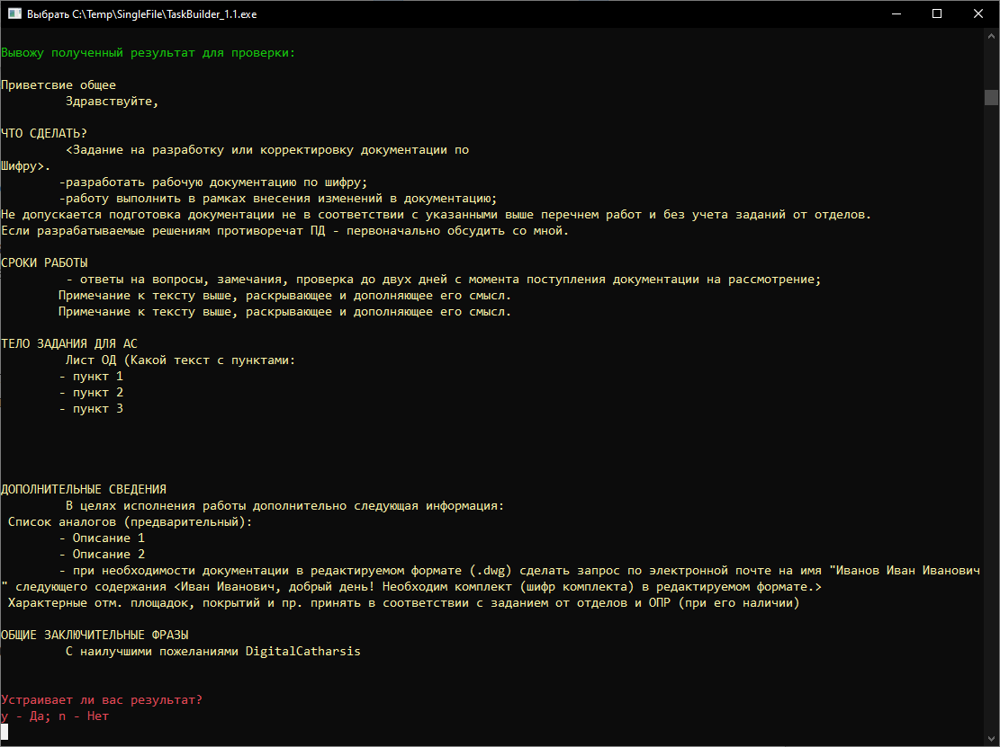 Выбрать C:\Temp\SingleFile\TaskBuilder_1.1.exe
Вывожу полученный результат для проверки:
Приветсвие общее
Здравствуйте,
ЧТО СДЕЛАТЬ?
<Задание на разработку или корректировку документации по
Шифру>.
-разработать рабочую документацию по шифру;
-работу выполнить в рамках внесения изменений в документацию;
Не допускается подготовка документации не в соответствии с указанными выше перечнем работ и без учета заданий от отделов.
Если разрабатываемые решениям противоречат ПД - первоначально обсудить со мной.
СРОКИ РАБОТЫ
- ответы на вопросы, замечания, проверка до двух дней с момента поступления документации на рассмотрение;
Примечание к тексту выше, раскрывающее и дополняющее его смысл.
Примечание к тексту выше, раскрывающее и дополняющее его смысл.
ТЕЛО ЗАДАНИЯ ДЛЯ АС
Лист ОД (Какой текст с пунктами:
- пункт 1
- пункт 2
- пункт 3
ДОПОЛНИТЕЛЬНЫЕ СВЕДЕНИЯ
В целях исполнения работы дополнительно следующая информация:
Список аналогов (предварительный):
- Описание 1
- Описание 2
- при необходимости документации в редактируемом формате (.dwg) сделать запрос по электронной почте на имя "Иванов Иван Иванович
" следующего содержания <Иван Иванович, добрый день! Необходим комплект (шифр комплекта) в редактируемом формате.>
Характерные отм. площадок, покрытий и пр. принять в соответствии с заданием от отделов и ОПР (при его наличии)
ОБЩИЕ ЗАКЛЮЧИТЕЛЬНЫЕ ФРАЗЫ
С наилучшими пожеланиями DigitalCatharsis
Устраивает ли вас результат?
y - Да; n - Нет